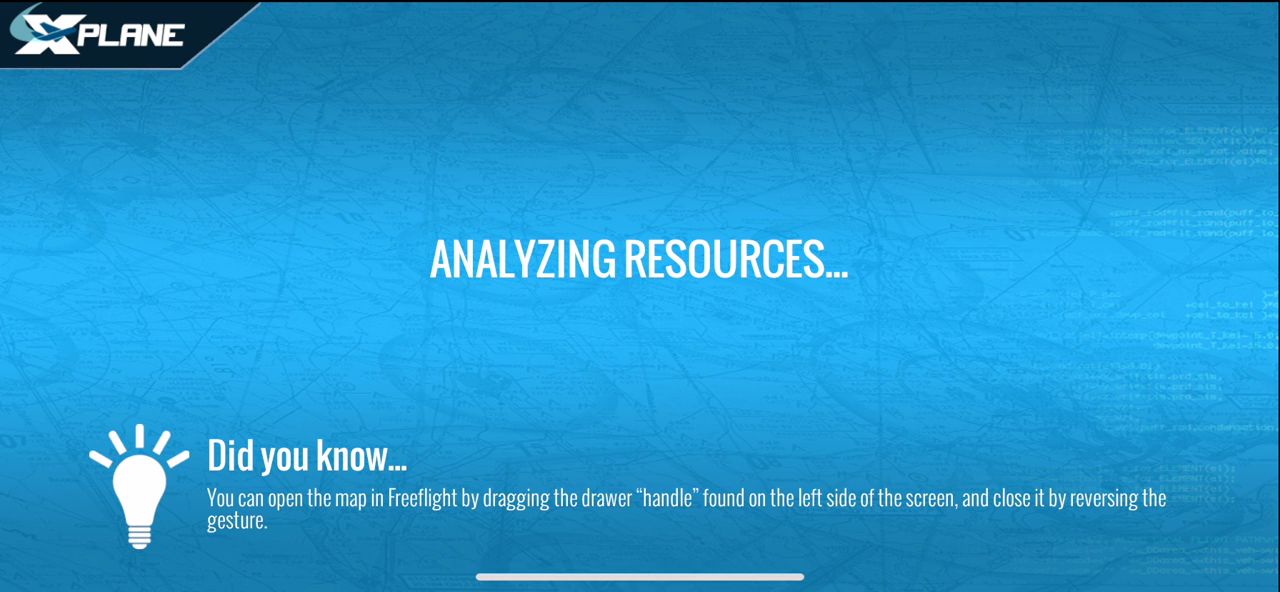 XPLANE
ANALYZING RESOURCES...
Did you know...
You can open the map in Freeflight by dragging the drawer “handle” found on the left side of the screen, and close it by reversing the
gesture.